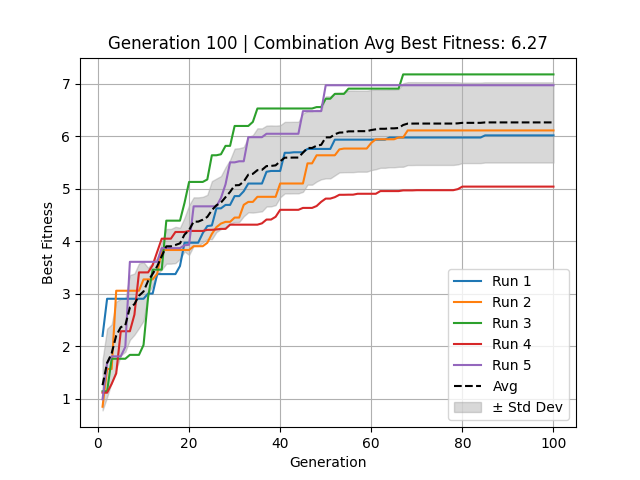 Generation 100 | Combination Avg Best Fitness: 6.27
Best Fitness
7
6
5
4
3
2
1
0
20
40
60
80
100
Generation
Run 1
Run 2
Run 3
Run 4
Run 5
Avg
± Std Dev